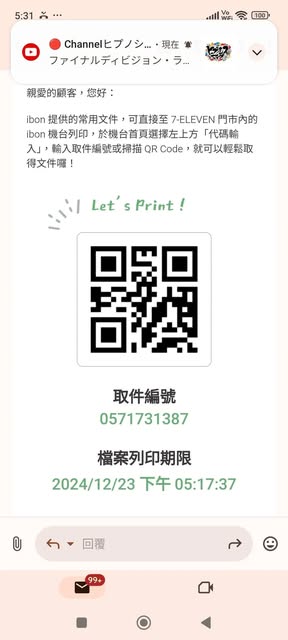 5:31
Vo
WiFi
100
🔴 Channelヒプノシ… • 現在
ファイナルディビジョン・ラ…
親愛的顧客，您好：
ibon 提供的常用文件，可直接至 7-ELEVEN 門市內的
ibon 機台列印，於機台首頁選擇左上方「代碼輸
入」，輸入取件編號或掃描 QR Code，就可以輕鬆取
得文件囉！
Let's Print !
取件編號
0571731387
檔案列印期限
2024/12/23 下午 05:17:37
回覆
99+